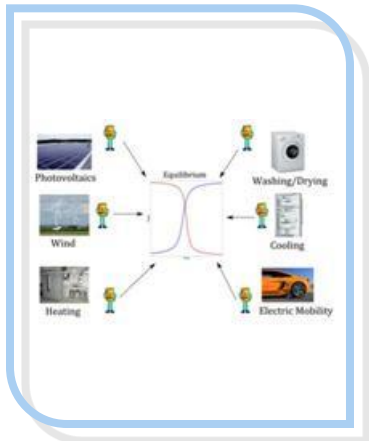 Equilibrium
Photovoltaics
Washing/Drying
Wind
Cooling
Heating
Electric Mobility